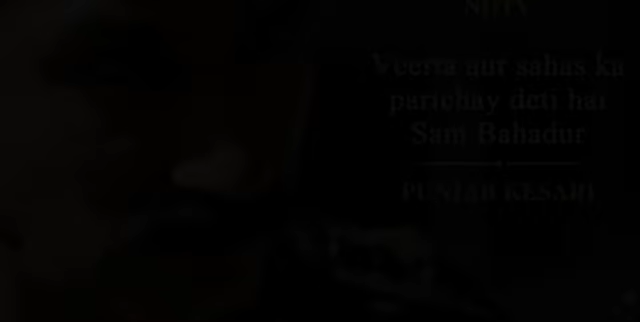 Veerta aur sahas ka
parichay deti hai
Sam Bahadur
PUNJAB KESARI